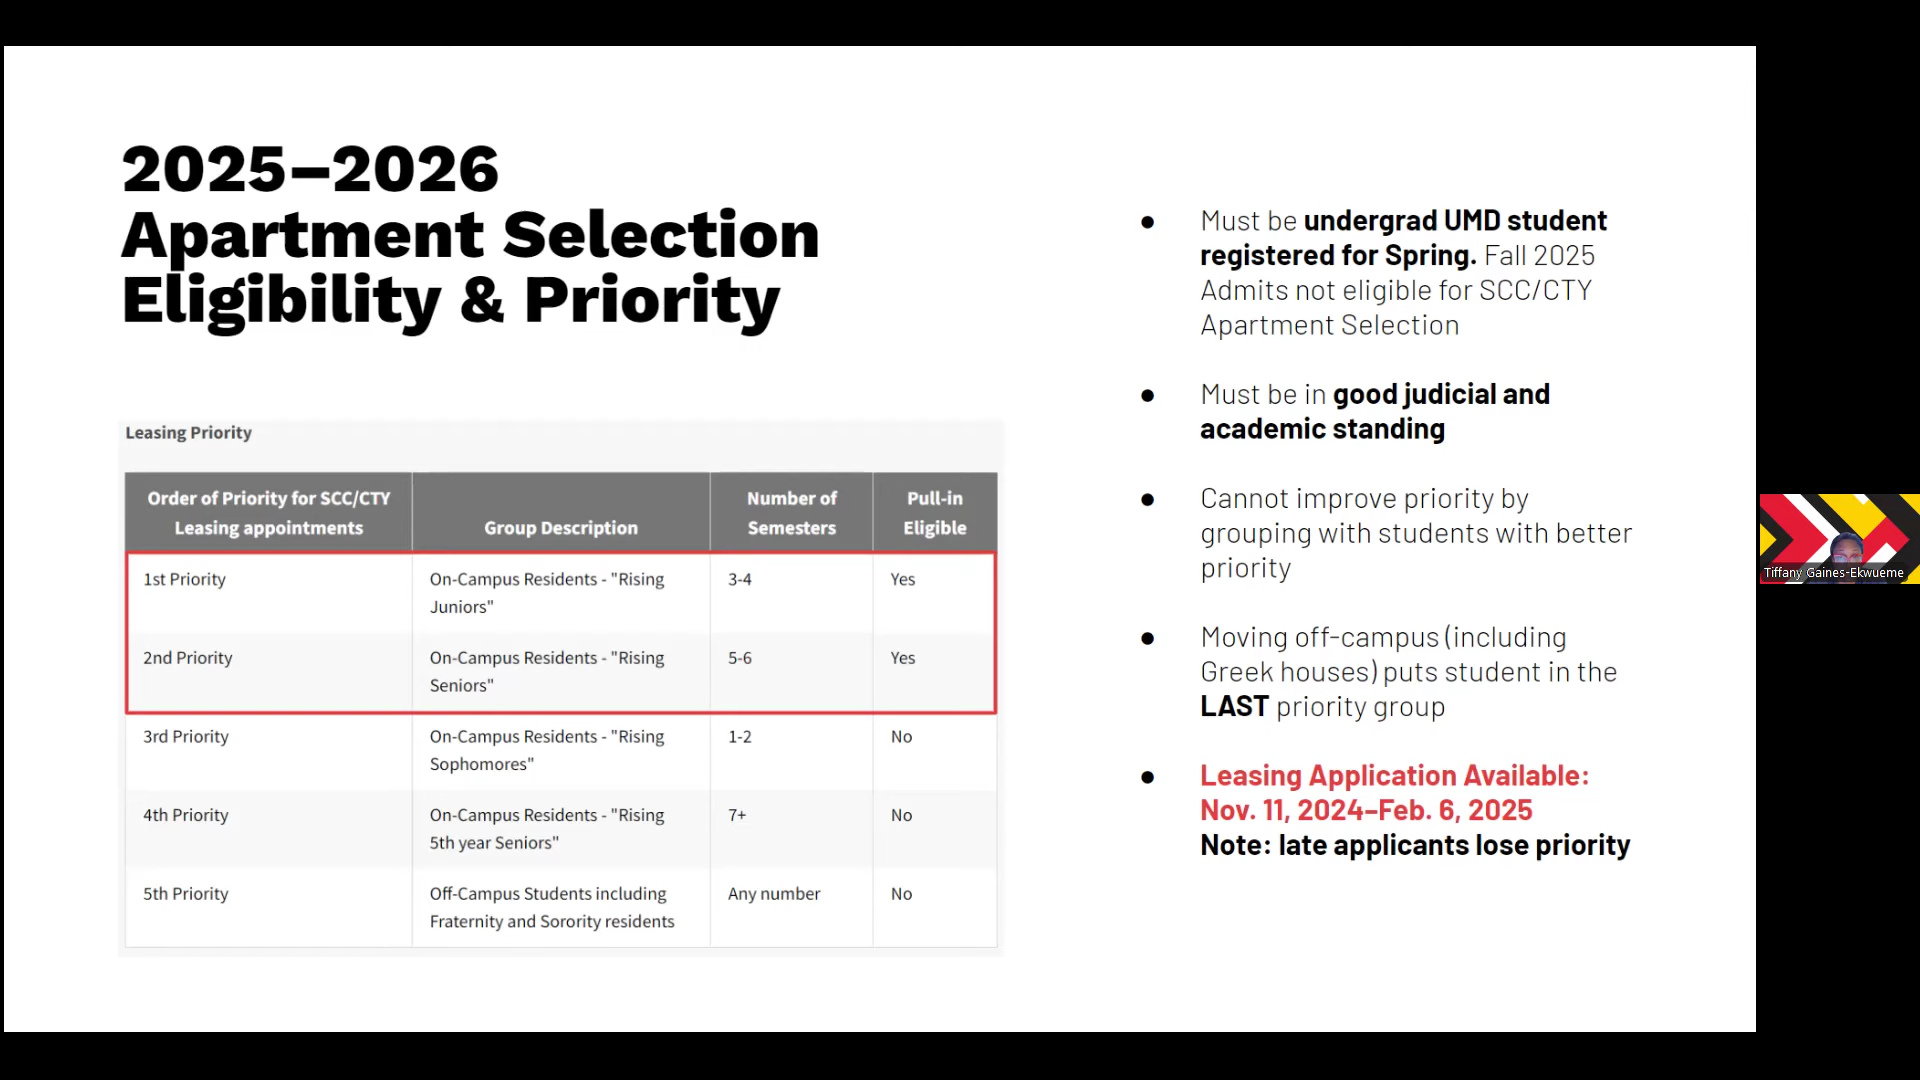 2025–2026
Apartment Selection
Eligibility & Priority
Leasing Priority
Order of Priority for SCC/CTY
Leasing appointments
Group Description
Number of
Semesters
Pull-in
Eligible
1st Priority
On-Campus Residents - "Rising
Juniors"
3-4
Yes
2nd Priority
On-Campus Residents - "Rising
Seniors"
5-6
Yes
3rd Priority
On-Campus Residents - "Rising
Sophomores"
1-2
No
4th Priority
On-Campus Residents - "Rising
5th year Seniors"
7+
No
5th Priority
Off-Campus Students including
Fraternity and Sorority residents
Any number
No
● Must be undergrad UMD student
registered for Spring. Fall 2025
Admits not eligible for SCC/CTY
Apartment Selection
● Must be in good judicial and
academic standing
● Cannot improve priority by
grouping with students with better
priority
● Moving off-campus (including
Greek houses) puts student in the
LAST priority group
● Leasing Application Available:
Nov. 11, 2024–Feb. 6, 2025
Note: late applicants lose priority
Tiffany Gaines-Ekwueme